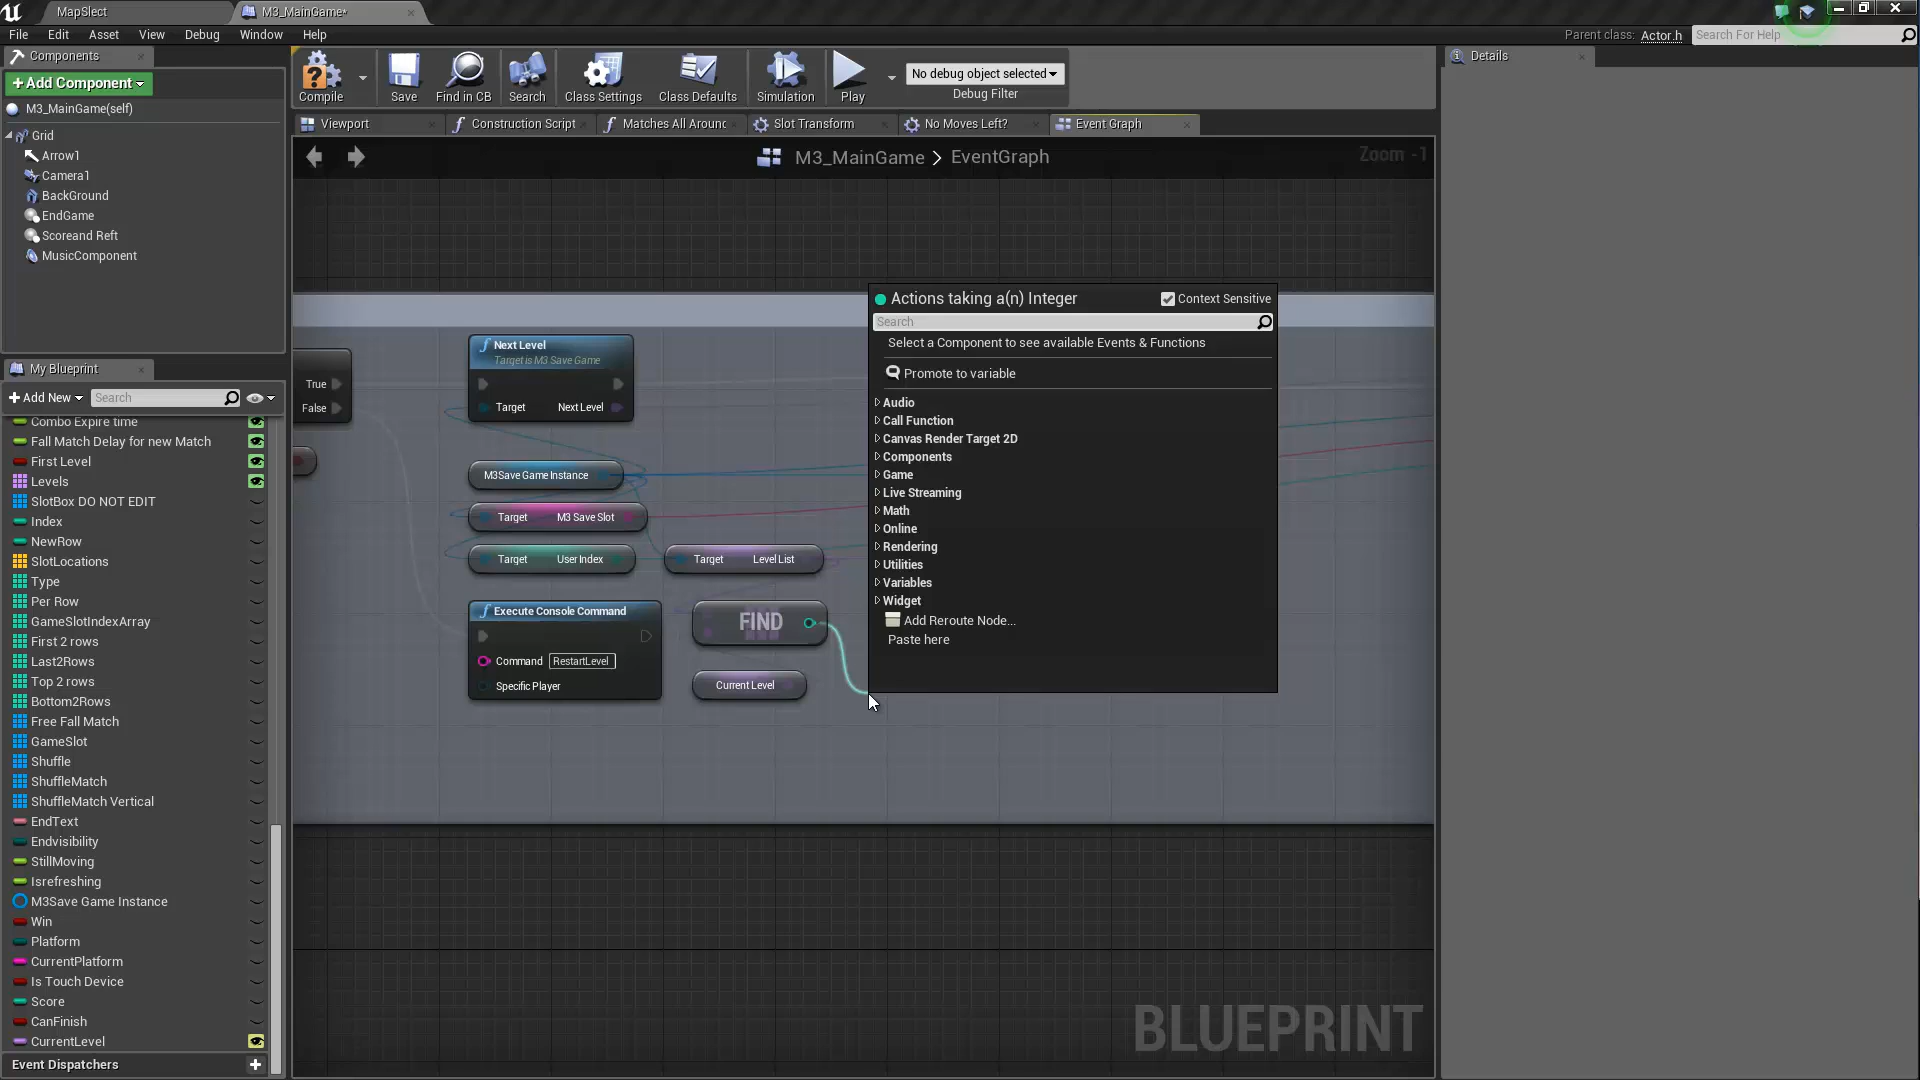 MapSlect
M3_MainGame*
File
Edit
Asset
View
Debug
Window
Help
Parent class:
Actor.h
Search For Help
Components
+Add Component
M3_MainGame(self)
Grid
Arrow1
Camera1
BackGround
EndGame
Scoreand Reft
MusicComponent
Compile
Save
Find in CB
Search
Class Settings
Class Defaults
Simulation
Play
No debug object selected
Debug Filter
Details
Viewport
Construction Script
Matches All Around
Slot Transform
No Moves Left?
Event Graph
M3_MainGame > EventGraph
Zoom -1
True
False
Next Level
Target is M3 Save Game
Target
Next Level
M3Save Game Instance
Target
M3 Save Slot
Target
User Index
Target
Level List
Execute Console Command
Command
RestartLevel
Specific Player
FIND
Current Level
Actions taking a(n) Integer
Context Sensitive
Search
Select a Component to see available Events & Functions
Promote to variable
Audio
Call Function
Canvas Render Target 2D
Components
Game
Live Streaming
Math
Online
Rendering
Utilities
Variables
Widget
Add Reroute Node...
Paste here
BLUEPRINT
My Blueprint
+Add New
Search
Combo Expire time
Fall Match Delay for new Match
First Level
Levels
SlotBox DO NOT EDIT
Index
NewRow
SlotLocations
Type
Per Row
GameSlotIndexArray
First 2 rows
Last2Rows
Top 2 rows
Bottom2Rows
Free Fall Match
GameSlot
Shuffle
ShuffleMatch
ShuffleMatch Vertical
EndText
Endvisibility
StillMoving
Isrefreshing
M3Save Game Instance
Win
Platform
CurrentPlatform
Is Touch Device
Score
CanFinish
CurrentLevel
Event Dispatchers